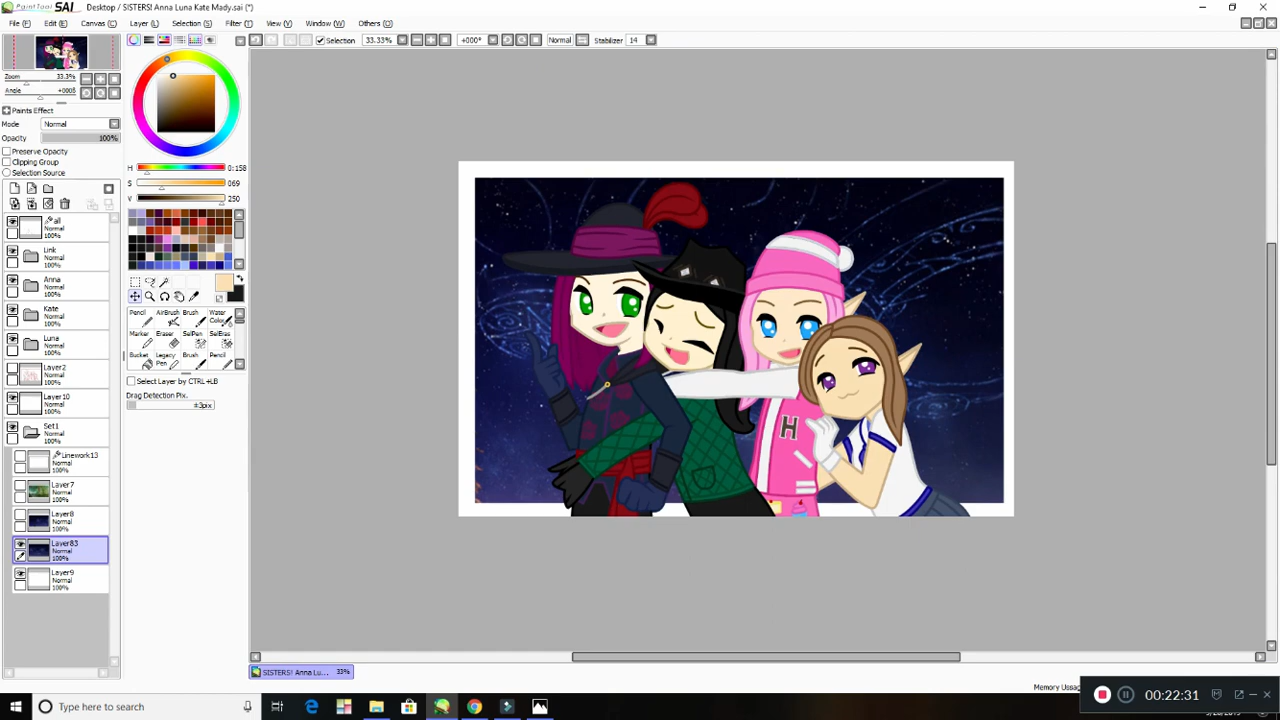 PaintTool SAI Desktop / SISTERS! Anna Luna Kate Mady.sai (*)
File (F) Edit (E) Canvas (C) Layer (L) Selection (S) Filter (T) View (V) Window (W) Others (O)
Selection 33.33% +000° Normal Stabilizer 14
Zoom 33.3%
Angle +000°
Paints Effect
Mode Normal
Opacity 100%
Preserve Opacity
Clipping Group
Selection Source
H 0:158
S 069
V 250
all
Normal
100%
Link
Normal
100%
Anna
Normal
100%
Kate
Normal
100%
Luna
Normal
100%
Layer2
Normal
100%
Layer10
Normal
100%
Set1
Normal
100%
Linework13
Normal
100%
Layer7
Normal
100%
Layer8
Normal
100%
Layer83
Normal
100%
Layer9
Normal
100%
Pencil AirBrush Brush Water Color
Marker Eraser SelPen SelEras
Bucket Legacy Pen Brush Pencil
Select Layer by CTRL+LB
Drag Detection Pix.
±3pix
H
SISTERS! Anna Lu... 33%
Memory Usag
00:22:31
Type here to search